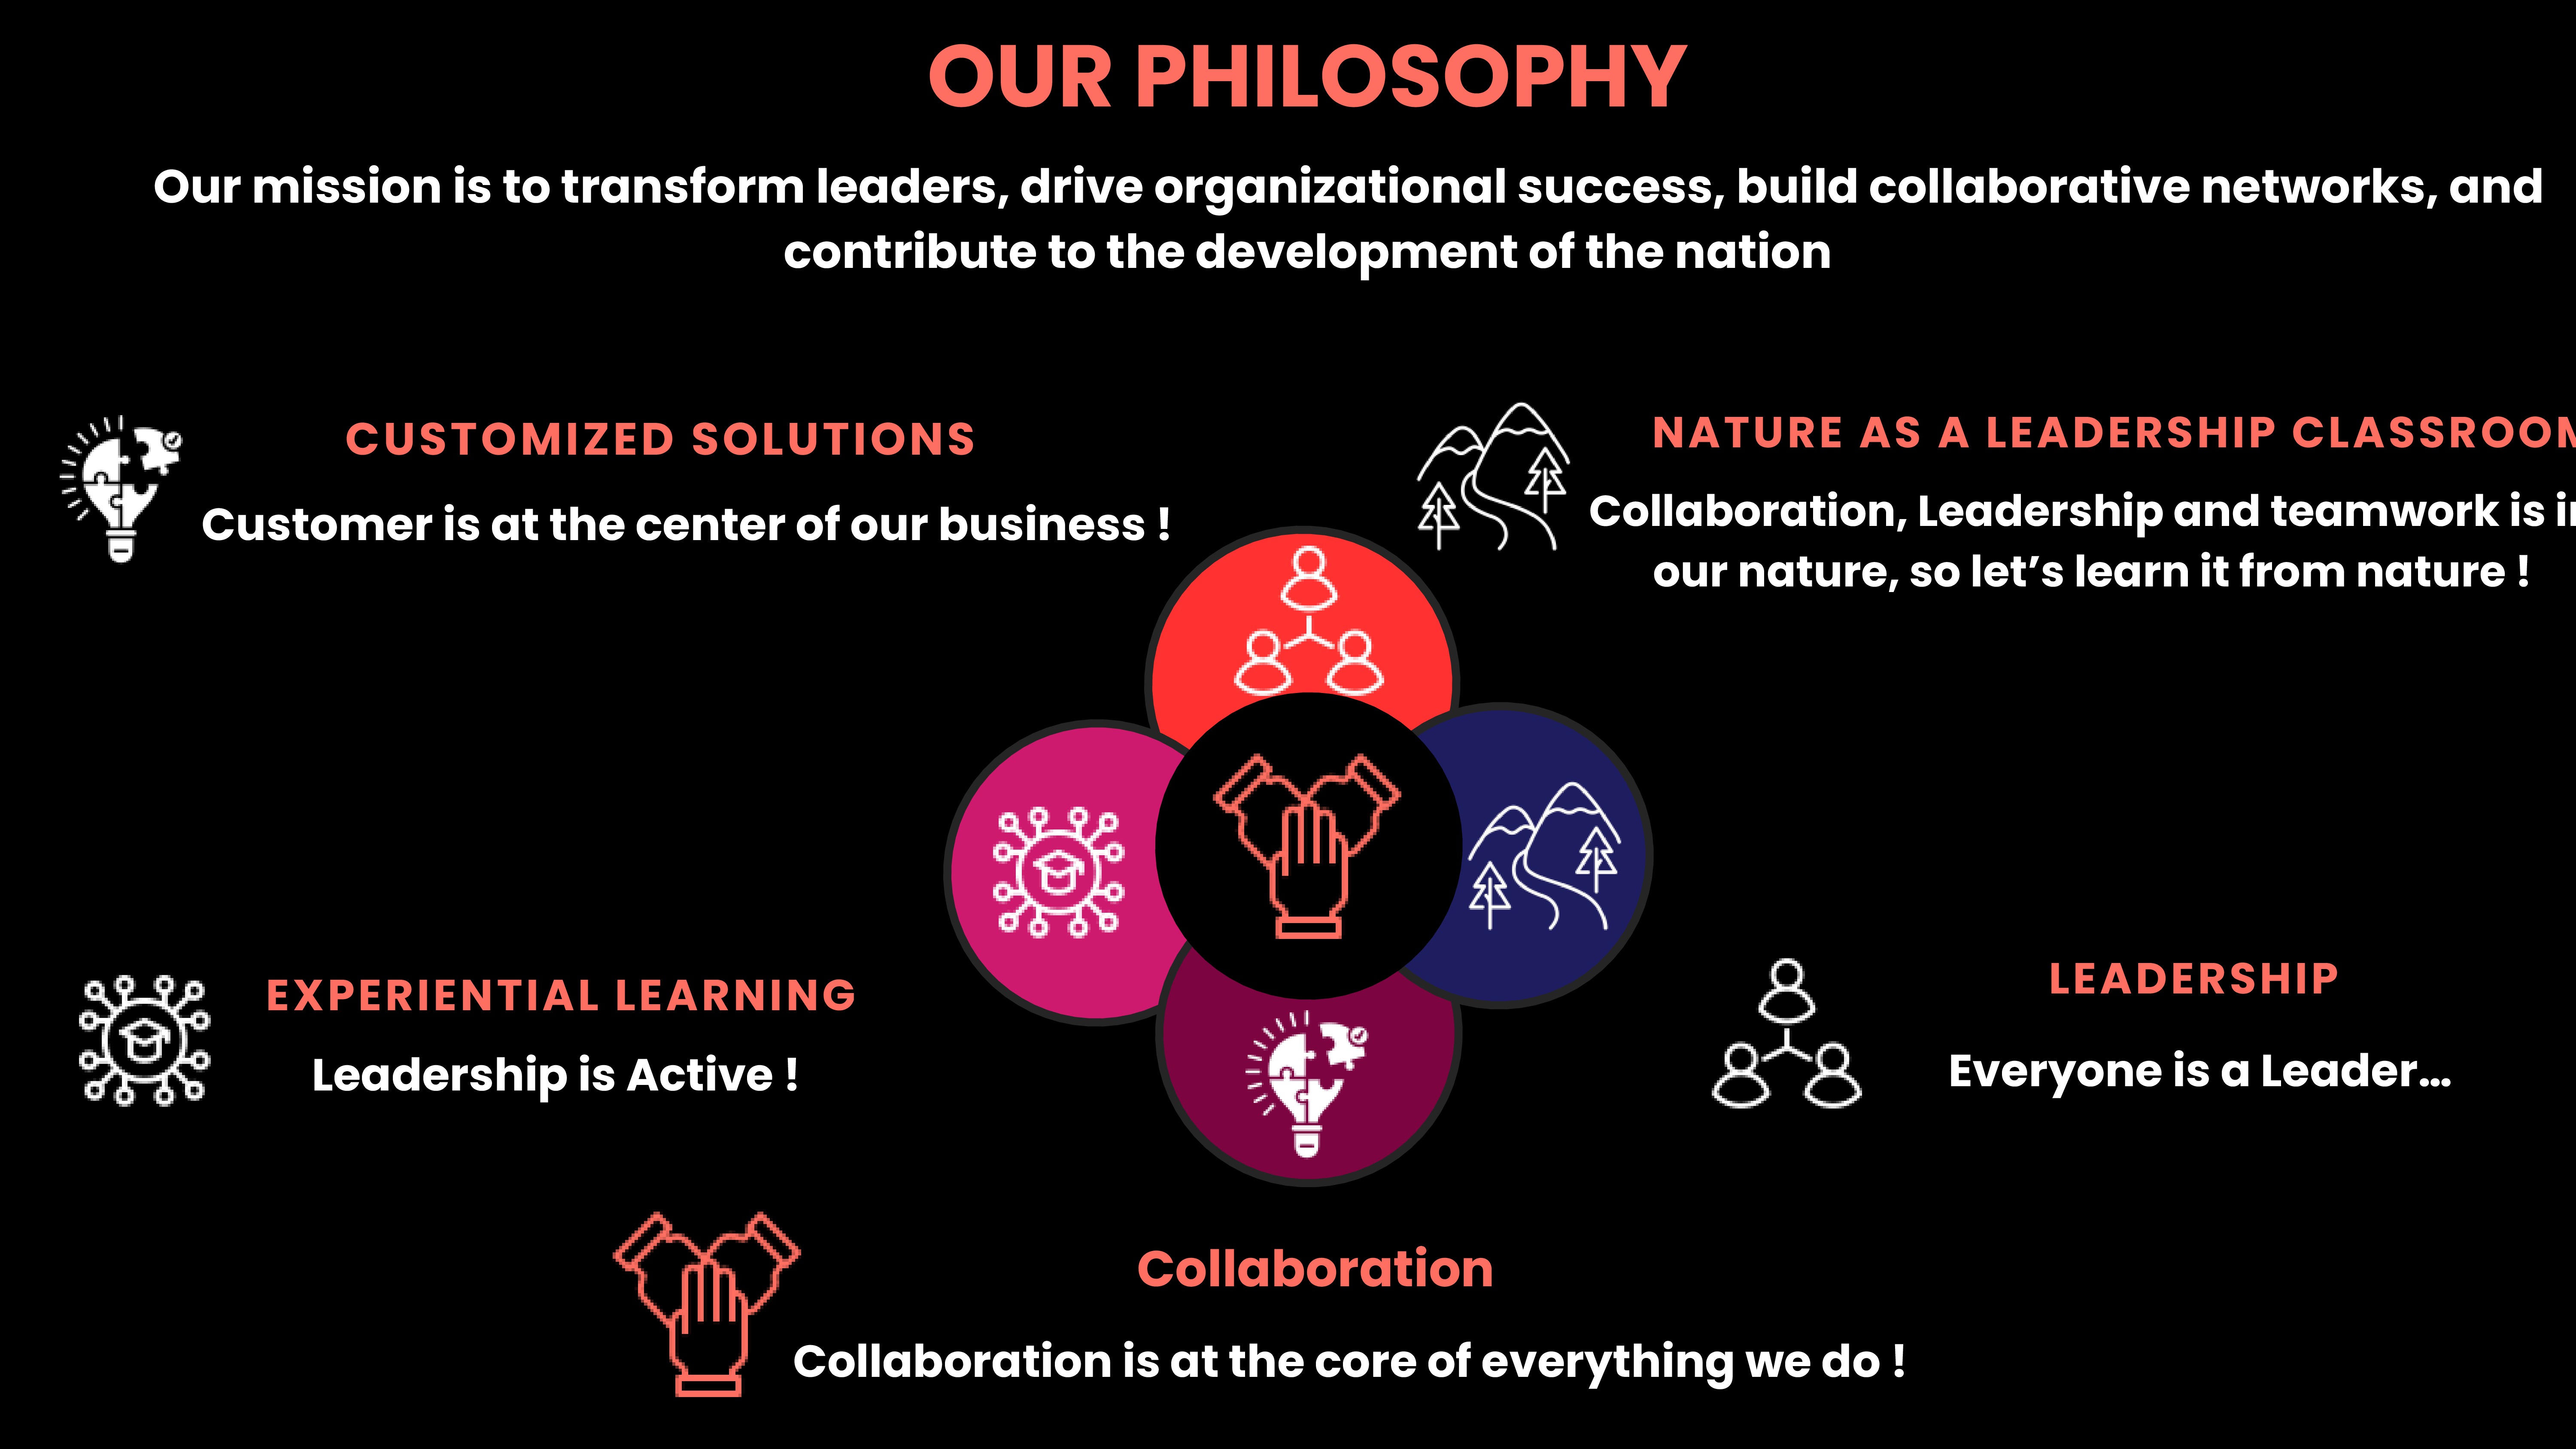 OUR PHILOSOPHY
Our mission is to transform leaders, drive organizational success, build collaborative networks, and
contribute to the development of the nation
CUSTOMIZED SOLUTIONS
Customer is at the center of our business !
NATURE AS A LEADERSHIP CLASSROOM
Collaboration, Leadership and teamwork is in
our nature, so let’s learn it from nature !
EXPERIENTIAL LEARNING
Leadership is Active !
LEADERSHIP
Everyone is a Leader...
Collaboration
Collaboration is at the core of everything we do !